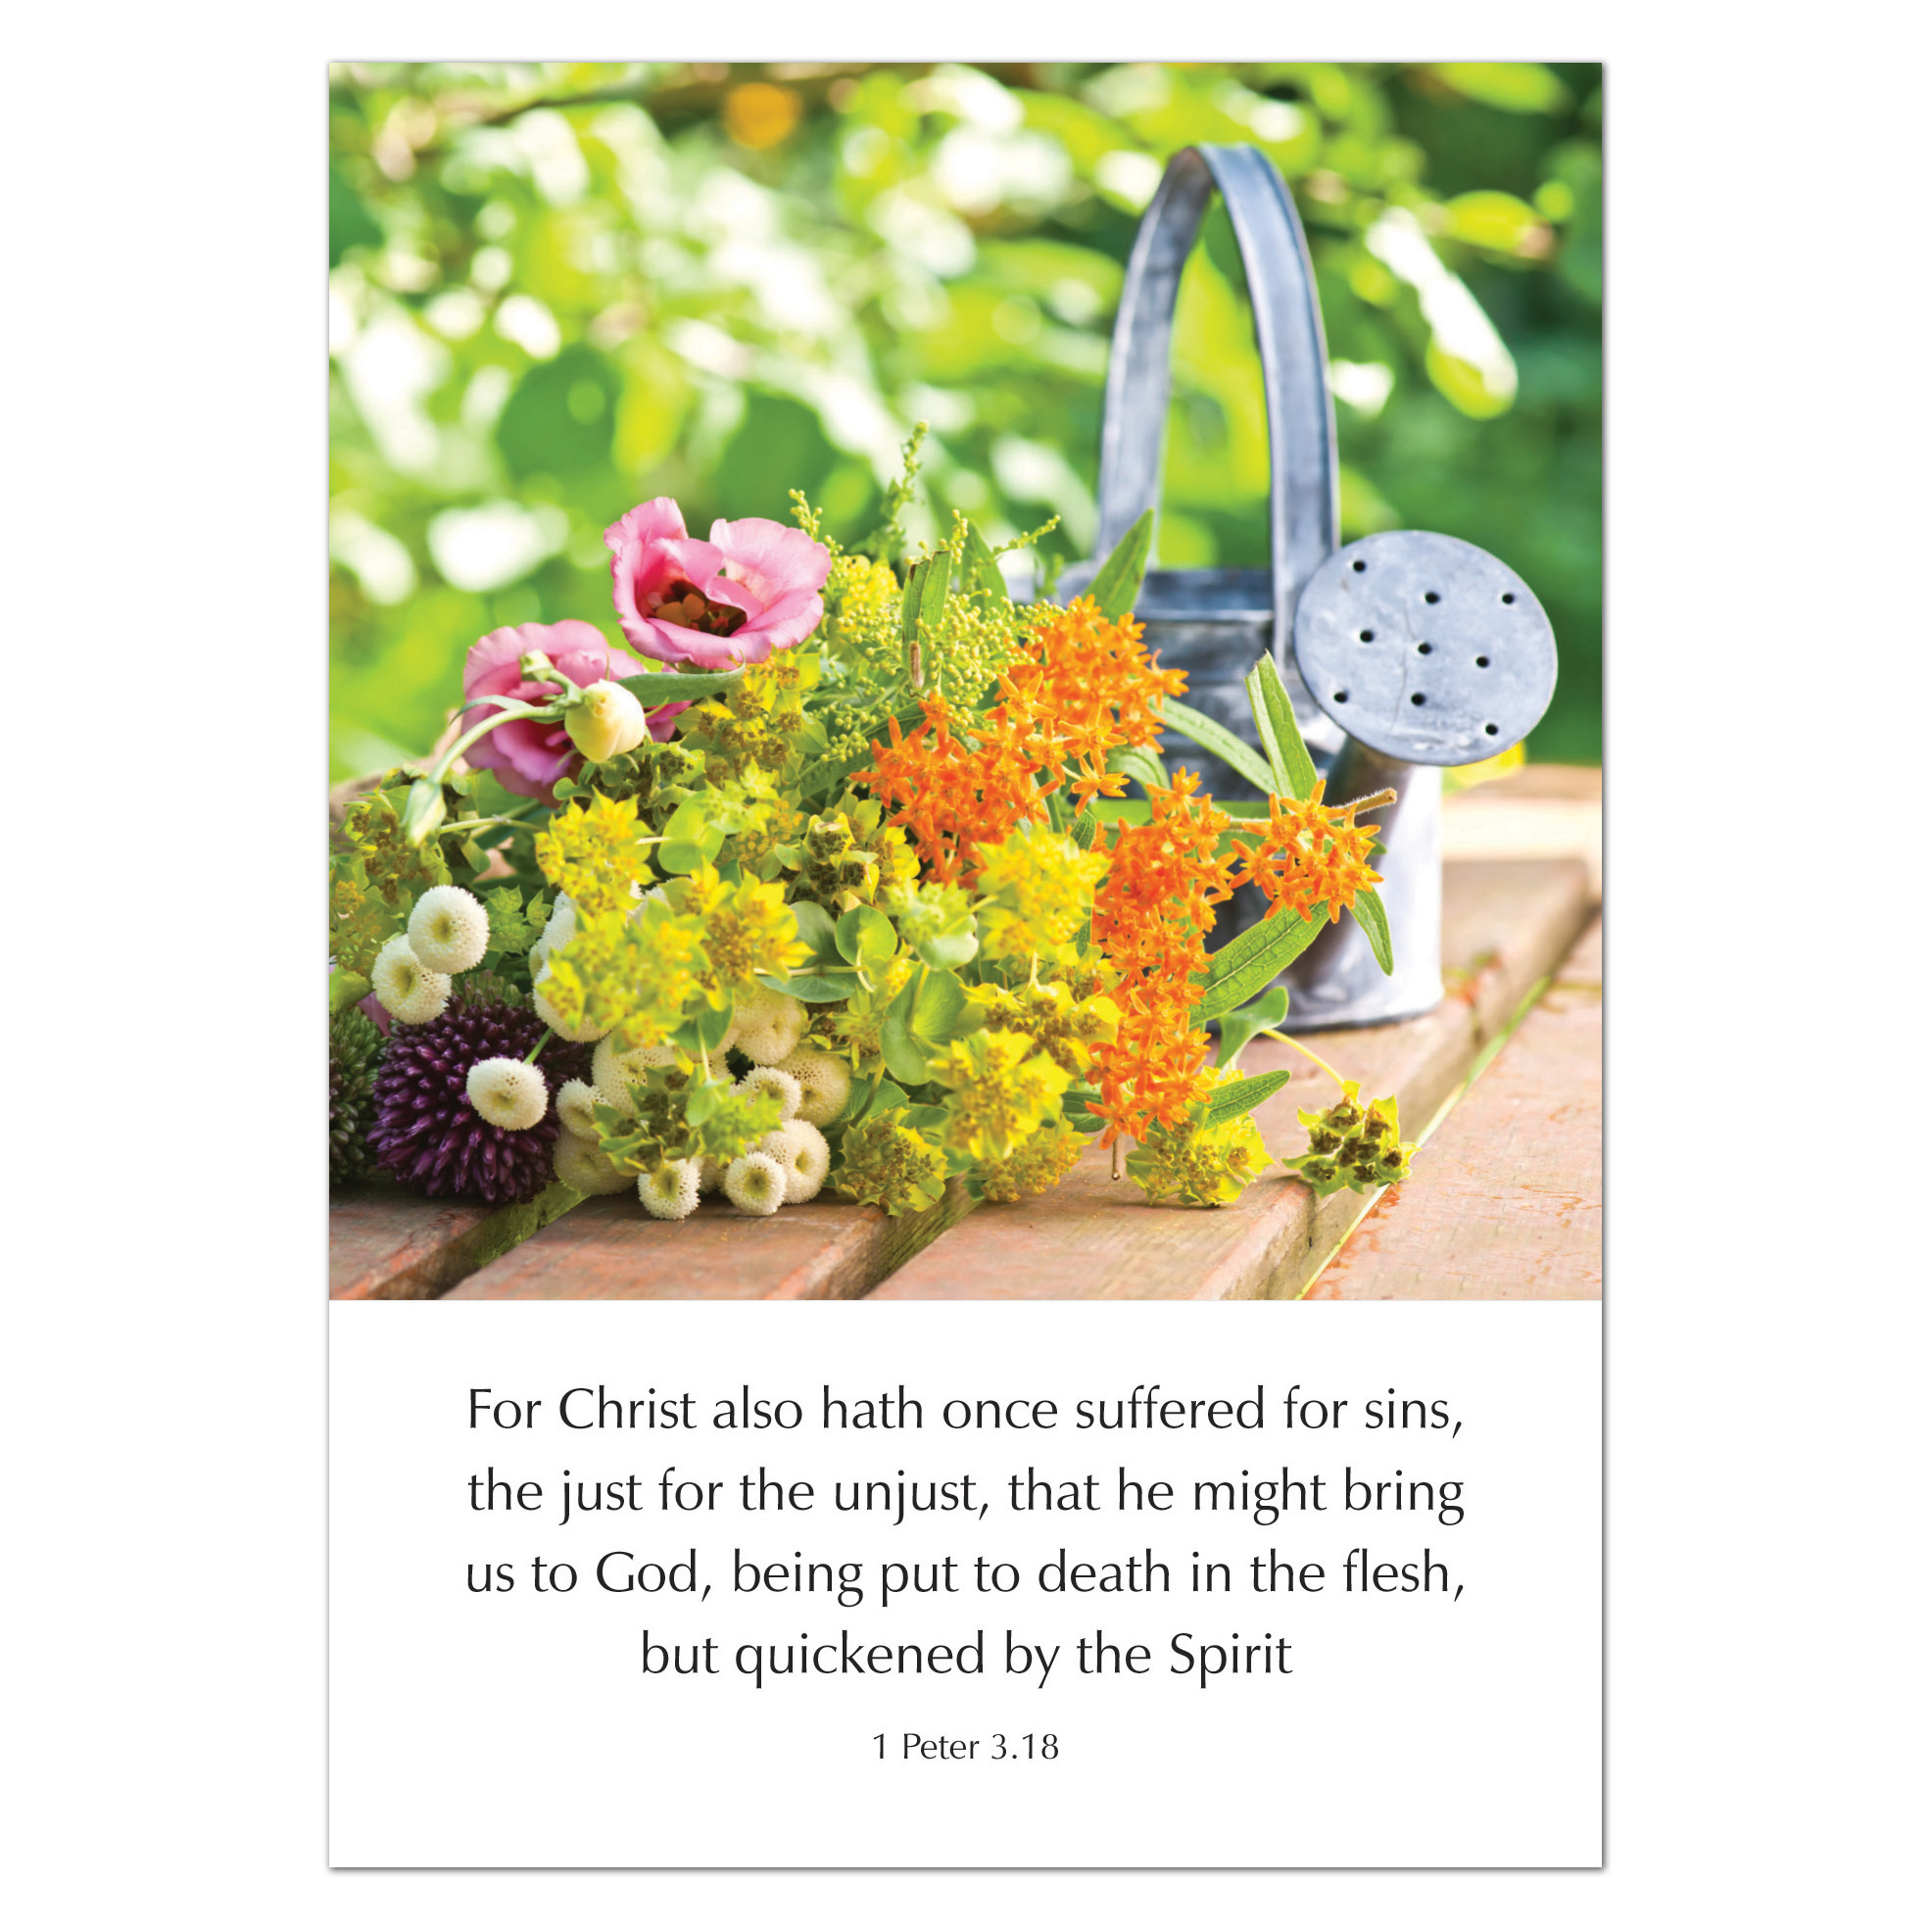 For Christ also hath once suffered for sins,
the just for the unjust, that he might bring
us to God, being put to death in the flesh,
but quickened by the Spirit
1 Peter 3.18